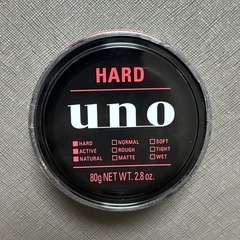 HARD
uno
HARD NORMAL SOFT
ACTIVE ROUGH TIGHT
NATURAL MATTE WET
80g NET WT. 2.8 oz.